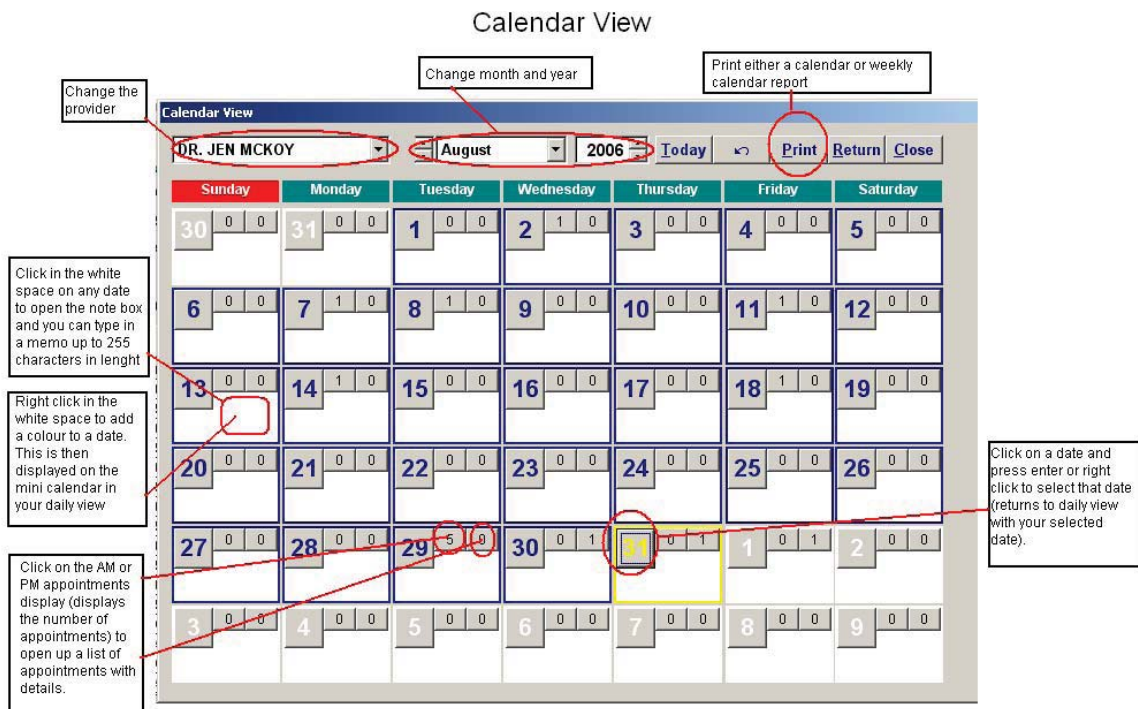 Calendar View
Change the
provider
Change month and year
Print either a calendar or weekly
calendar report
Calendar View
DR. JEN MCKOY
August
2006
Today
Print
Return
Close
Sunday Monday Tuesday Wednesday Thursday Friday Saturday
30 0 0 31 0 0 1 0 0 2 1 0 3 0 0 4 0 0 5 0 0
6 0 0 7 1 0 8 1 0 9 0 0 10 0 0 11 1 0 12 0 0
13 0 0 14 1 0 15 0 0 16 0 0 17 0 0 18 1 0 19 0 0
20 0 0 21 0 0 22 0 0 23 0 0 24 0 0 25 0 0 26 0 0
27 0 0 28 0 0 29 5 0 30 0 1 31 0 1 1 0 1 2 0 0
3 0 0 4 0 0 5 0 0 6 0 0 7 0 0 8 0 0 9 0 0
Click in the white
space on any date
to open the note box
and you can type in
a memo up to 255
characters in lenght
Right click in the
white space to add
a colour to a date.
This is then
displayed on the
mini calendar in
your daily view
Click on the AM or
PM appointments
display (displays
the number of
appointments) to
open up a list of
appointments with
details.
Click on a date and
press enter or right
click to select that date
(returns to daily view
with your selected
date).